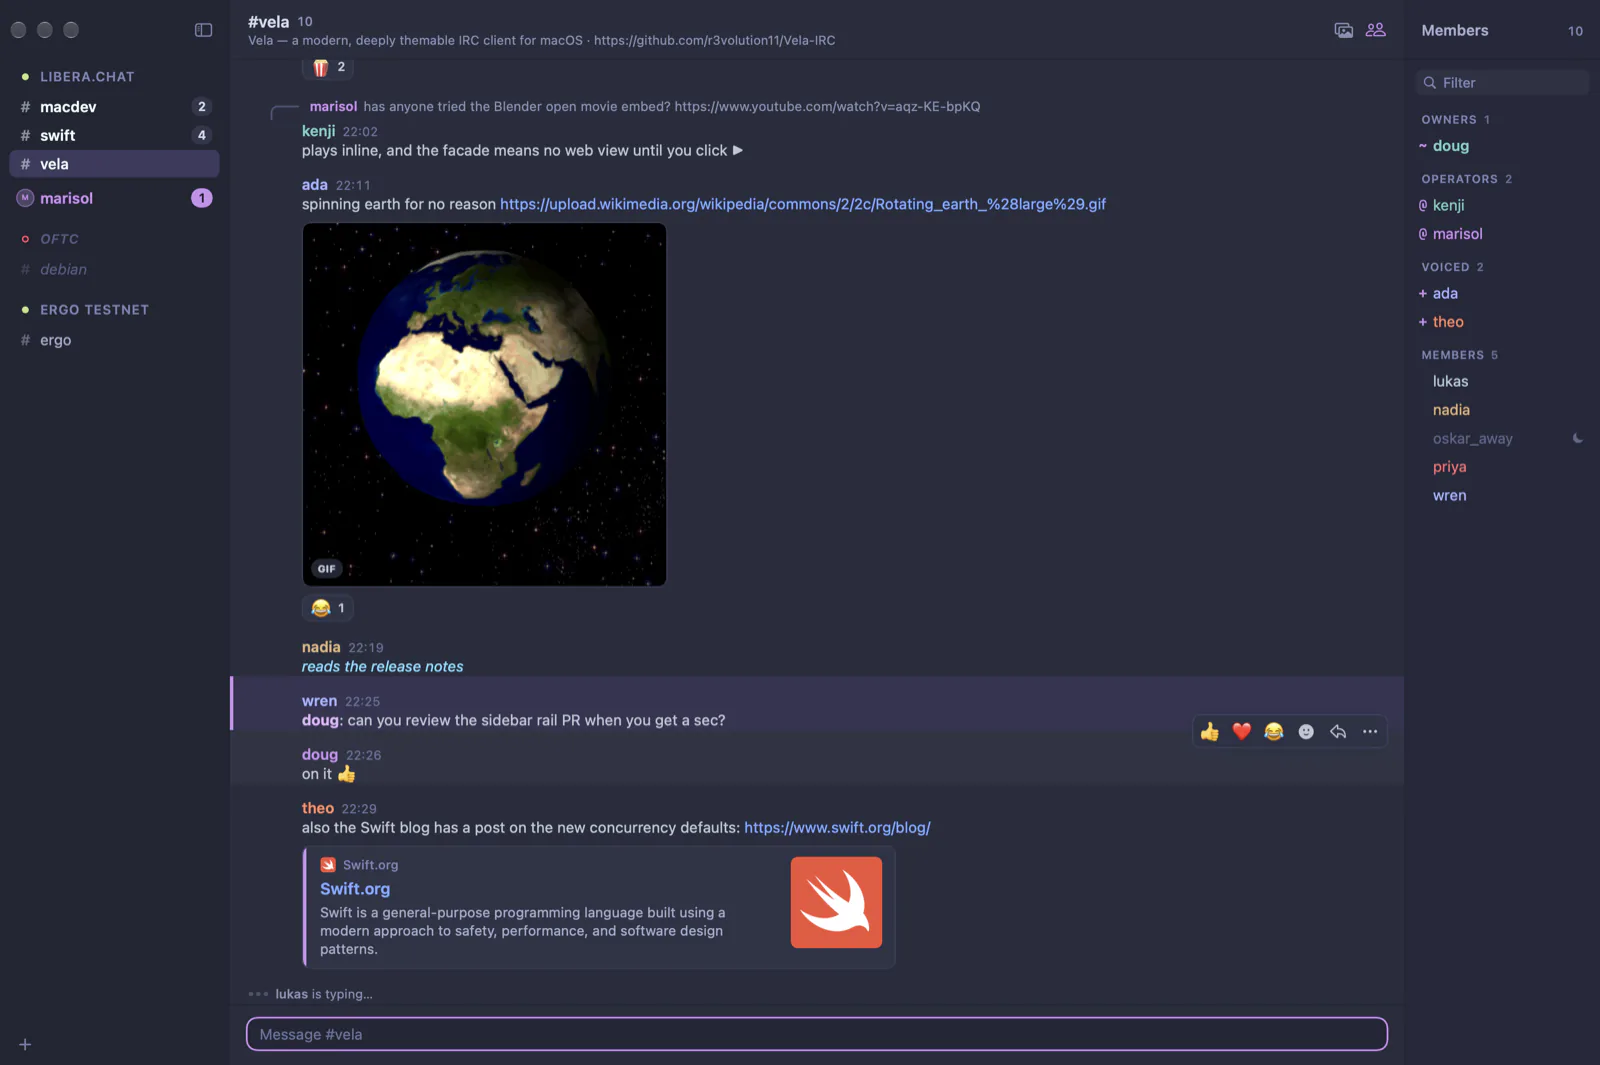 LIBERA.CHAT
# macdev 2
# swift 4
# vela
M marisol 1
OFTC
# debian
ERGO TESTNET
# ergo
+
#vela 10
Vela — a modern, deeply themable IRC client for macOS · https://github.com/r3volution11/Vela-IRC
🍿 2
marisol has anyone tried the Blender open movie embed? https://www.youtube.com/watch?v=aqz-KE-bpKQ
kenji 22:02
plays inline, and the facade means no web view until you click ▶
ada 22:11
spinning earth for no reason https://upload.wikimedia.org/wikipedia/commons/2/2c/Rotating_earth_%28large%29.gif
GIF
😂 1
nadia 22:19
reads the release notes
wren 22:25
doug: can you review the sidebar rail PR when you get a sec?
👍 ❤️ 😂
doug 22:26
on it 👍
theo 22:29
also the Swift blog has a post on the new concurrency defaults: https://www.swift.org/blog/
Swift.org
Swift.org
Swift is a general-purpose programming language built using a
modern approach to safety, performance, and software design
patterns.
lukas is typing...
Message #vela
Members 10
Filter
OWNERS 1
~ doug
OPERATORS 2
@ kenji
@ marisol
VOICED 2
+ ada
+ theo
MEMBERS 5
lukas
nadia
oskar_away
priya
wren